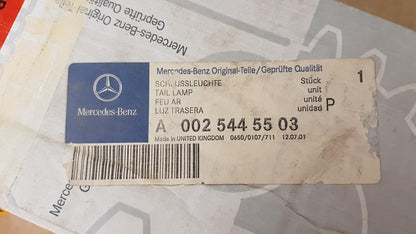 Mercedes-Benz Original Teile
Geprüfte Qualität
Mercedes-Benz
Mercedes-Benz Original-Teile/Geprüfte Qualität
SCHLUSSLEUCHTE
TAIL LAMP
FEU AR
LUZ TRASERA
Stück
unit
unité
unidad
1
P
A 002 544 55 03
Made in UNITED KINGDOM 0650/0107/711 12.07.01